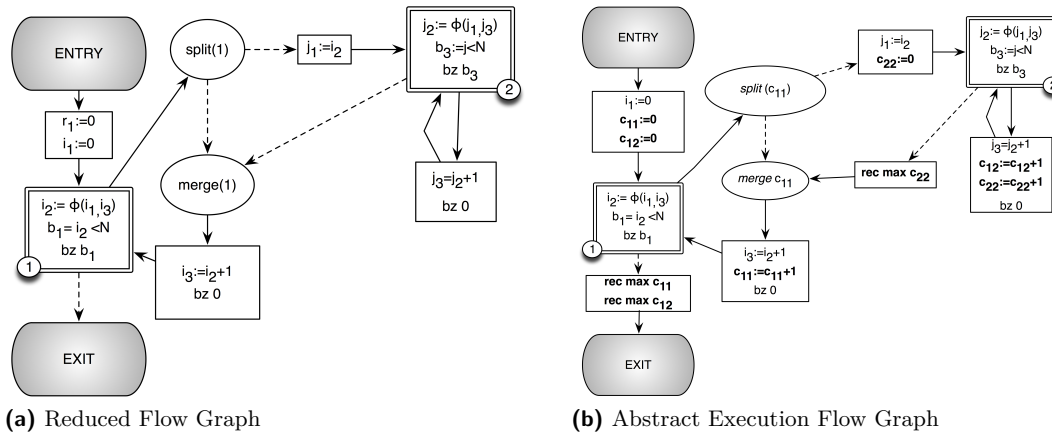 ENTRY
r₁:=0
i₁:=0
i₂:= ϕ(i₁,i₃)
b₁= i₂ <N
bz b₁
1
EXIT
split(1)
merge(1)
i₃:=i₂+1
bz 0
j₁:=i₂
j₂:= ϕ(j₁,j₃)
b₃:=j<N
bz b₃
2
j₃=j₂+1
bz 0
(a) Reduced Flow Graph
ENTRY
i₁:=0
c₁₁:=0
c₁₂:=0
i₂:= ϕ(i₁,i₃)
b₁= i₂ <N
bz b₁
1
rec max c₁₁
rec max c₁₂
EXIT
split (c₁₁)
merge c₁₁
i₃:=i₂+1
c₁₁:=c₁₁+1
bz 0
j₁:=i₂
c₂₂:=0
j₂:= ϕ(j₁,j₃)
b₃:=j<N
bz b₃
2
rec max c₂₂
j₃=j₂+1
c₁₂:=c₁₂+1
c₂₂:=c₂₂+1
bz 0
(b) Abstract Execution Flow Graph